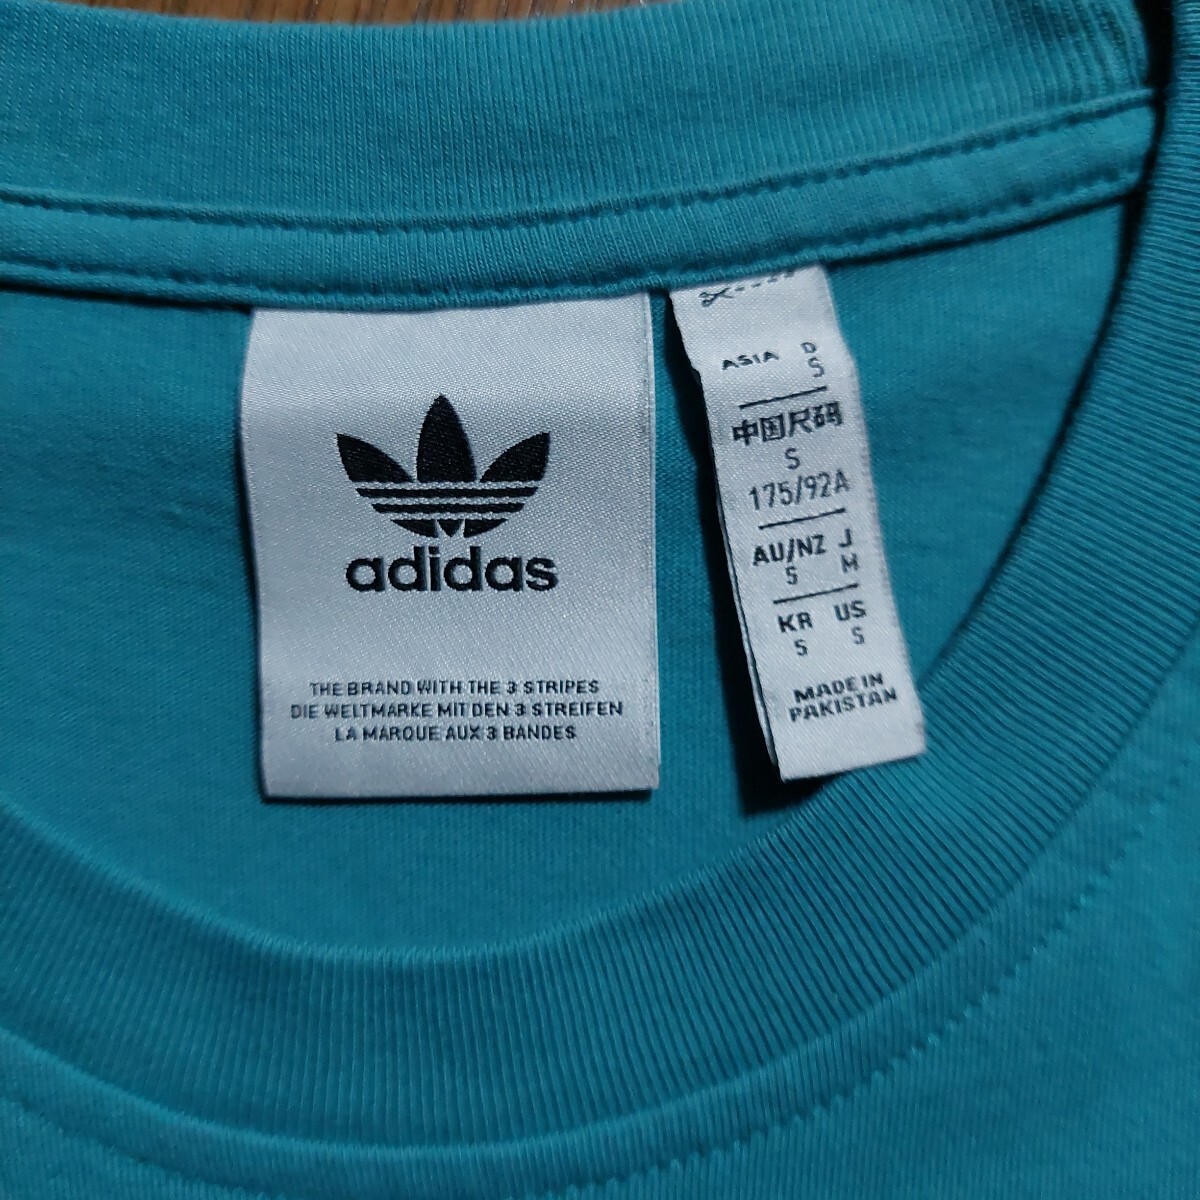 adidas
THE BRAND WITH THE 3 STRIPES
DIE WELTMARKE MIT DEN 3 STREIFEN
LA MARQUE AUX 3 BANDES
ASIA D
S
中国尺码
S
175/92A
AU/NZ J
S M
KR US
S S
MADE IN
PAKISTAN